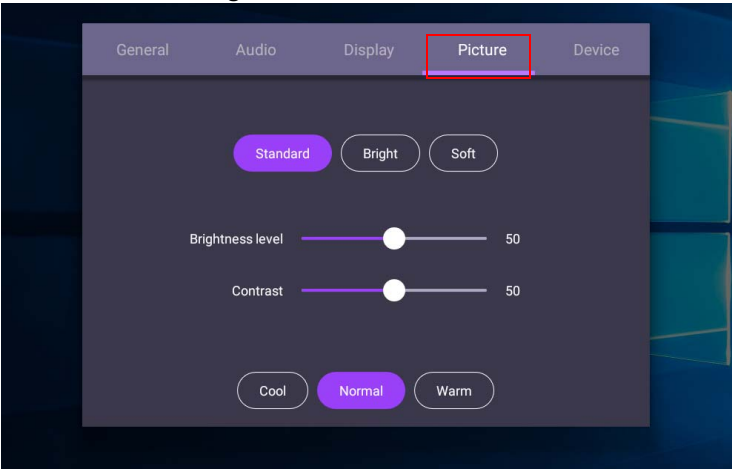 General Audio Display Picture Device
Standard Bright Soft
Brightness level 50
Contrast 50
Cool Normal Warm